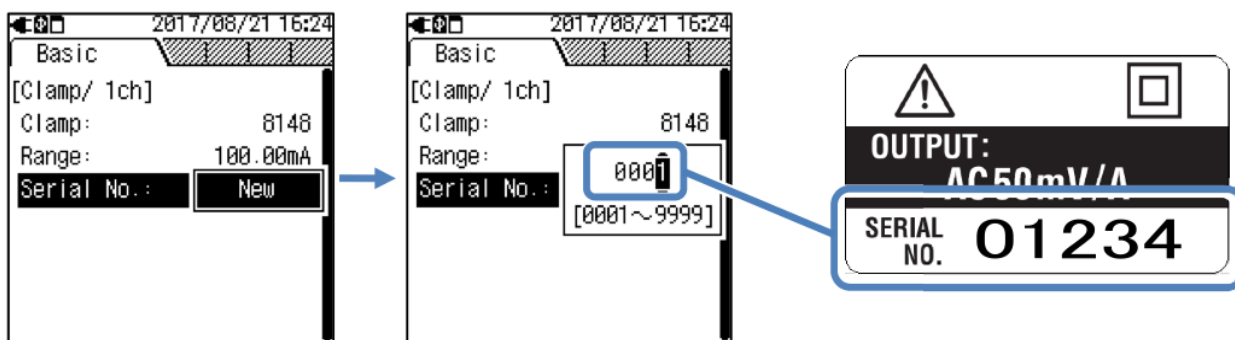 2017/08/21 16:24
Basic
[Clamp/ 1ch]
Clamp: 8148
Range: 100.00mA
Serial No.: New
2017/08/21 16:24
Basic
[Clamp/ 1ch]
Clamp: 8148
Range:
Serial No.:
0001
[0001～9999]
OUTPUT:
AC50mV/A
SERIAL NO. 01234